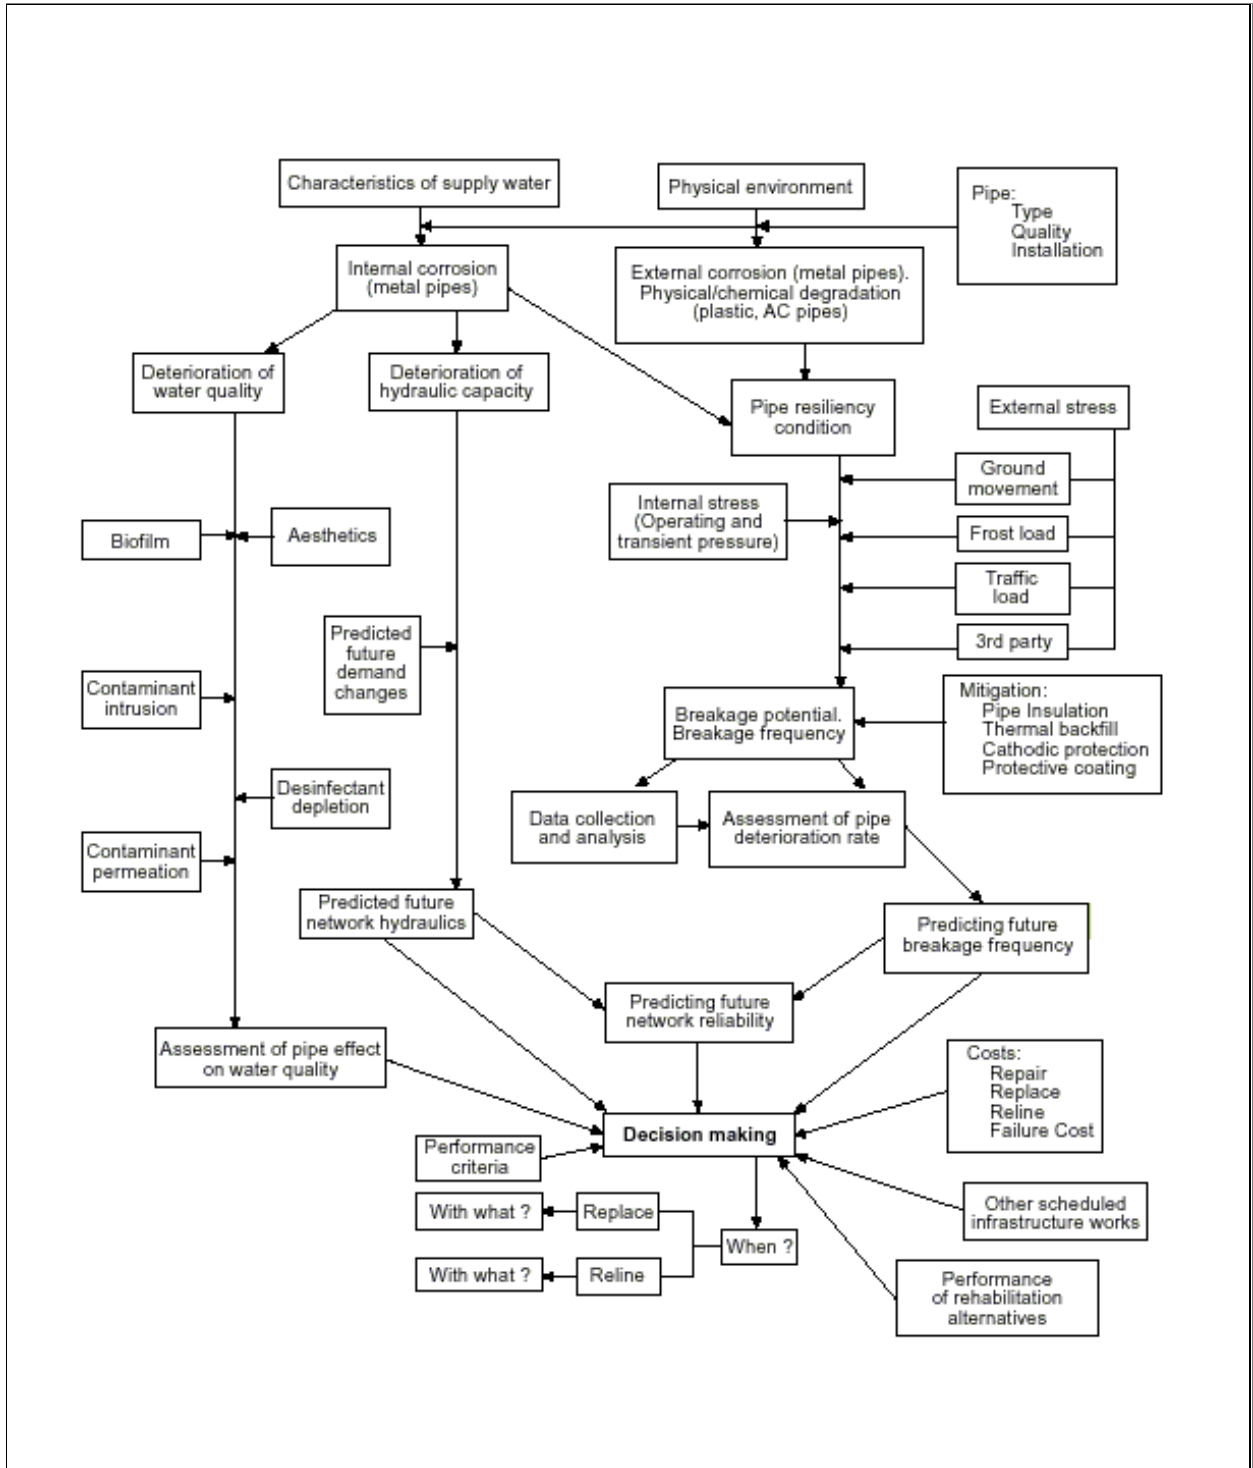 Characteristics of supply water
Physical environment
Pipe:
Type
Quality
Installation
Internal corrosion
(metal pipes)
External corrosion (metal pipes).
Physical/chemical degradation
(plastic, AC pipes)
Deterioration of
water quality
Deterioration of
hydraulic capacity
Pipe resiliency
condition
External stress
Ground
movement
Internal stress
(Operating and
transient pressure)
Biofilm
Aesthetics
Frost load
Traffic
load
3rd party
Predicted
future
demand
changes
Contaminant
intrusion
Breakage potential.
Breakage frequency
Mitigation:
Pipe Insulation
Thermal backfill
Cathodic protection
Protective coating
Desinfectant
depletion
Data collection
and analysis
Assessment of pipe
deterioration rate
Contaminant
permeation
Predicted future
network hydraulics
Predicting future
breakage frequency
Predicting future
network reliability
Assessment of pipe effect
on water quality
Costs:
Repair
Replace
Reline
Failure Cost
Decision making
Performance
criteria
With what ?
Replace
When ?
Other scheduled
infrastructure works
With what ?
Reline
Performance
of rehabilitation
alternatives